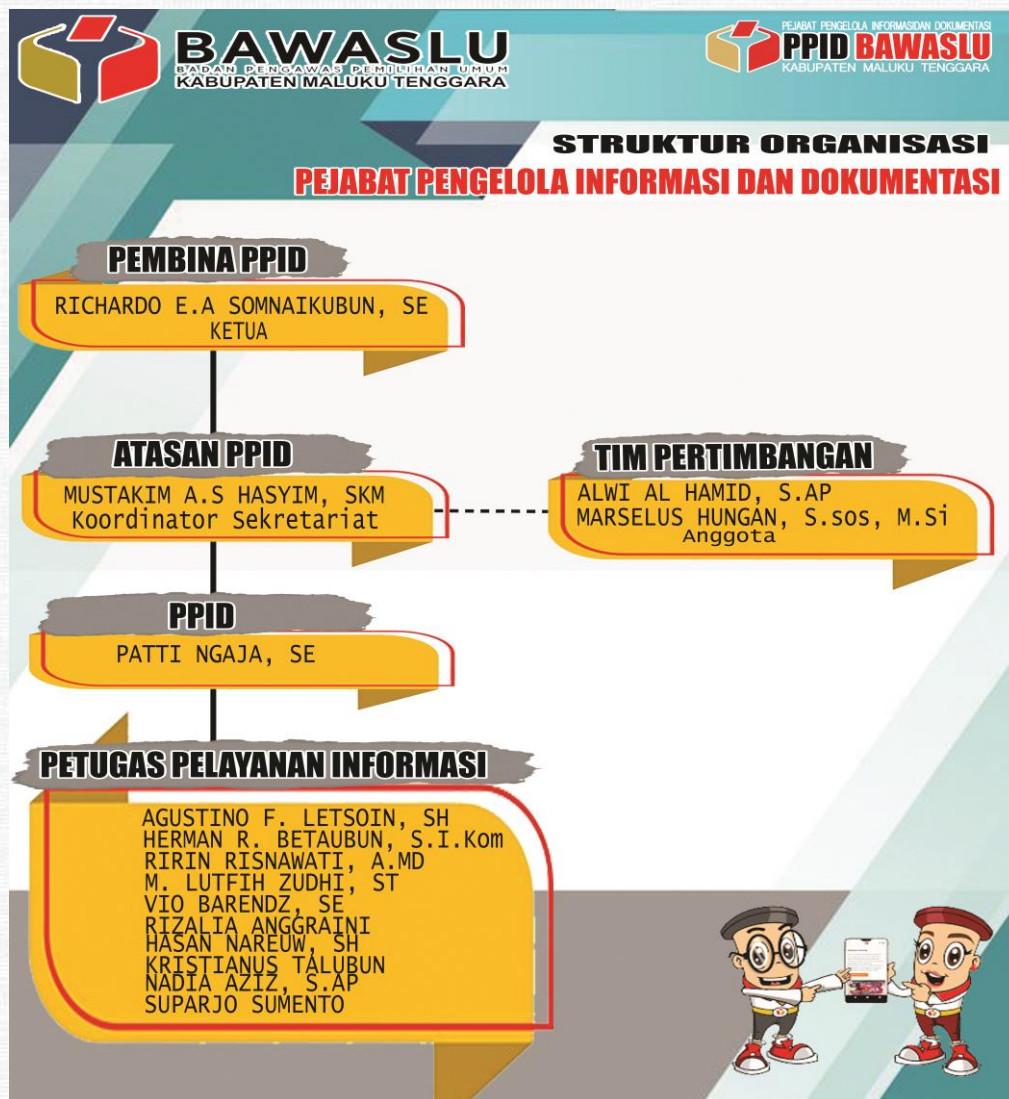 BAWASLU
BADAN PENGAWAS PEMILIHAN UMUM
KABUPATEN MALUKU TENGGARA
PEJABAT PENGELOLA INFORMASIDAN DOKUMENTASI
PPID BAWASLU
KABUPATEN MALUKU TENGGARA
STRUKTUR ORGANISASI
PEJABAT PENGELOLA INFORMASI DAN DOKUMENTASI
PEMBINA PPID
RICHARDO E.A SOMNAIKUBUN, SE
KETUA
ATASAN PPID
MUSTAKIM A.S HASYIM, SKM
Koordinator Sekretariat
TIM PERTIMBANGAN
ALWI AL HAMID, S.AP
MARSELUS HUNGAN, S.sos, M.Si
Anggota
PPID
PATTI NGAJA, SE
PETUGAS PELAYANAN INFORMASI
AGUSTINO F. LETSOIN, SH
HERMAN R. BETAUBUN, S.I.Kom
RIRIN RISNAWATI, A.MD
M. LUTFIH ZUDHI, ST
VIO BARENDZ, SE
RIZALIA ANGGRAINI
HASAN NAREUW, SH
KRISTIANUS TALUBUN
NADIA AZIZ, S.AP
SUPARJO SUMENTO